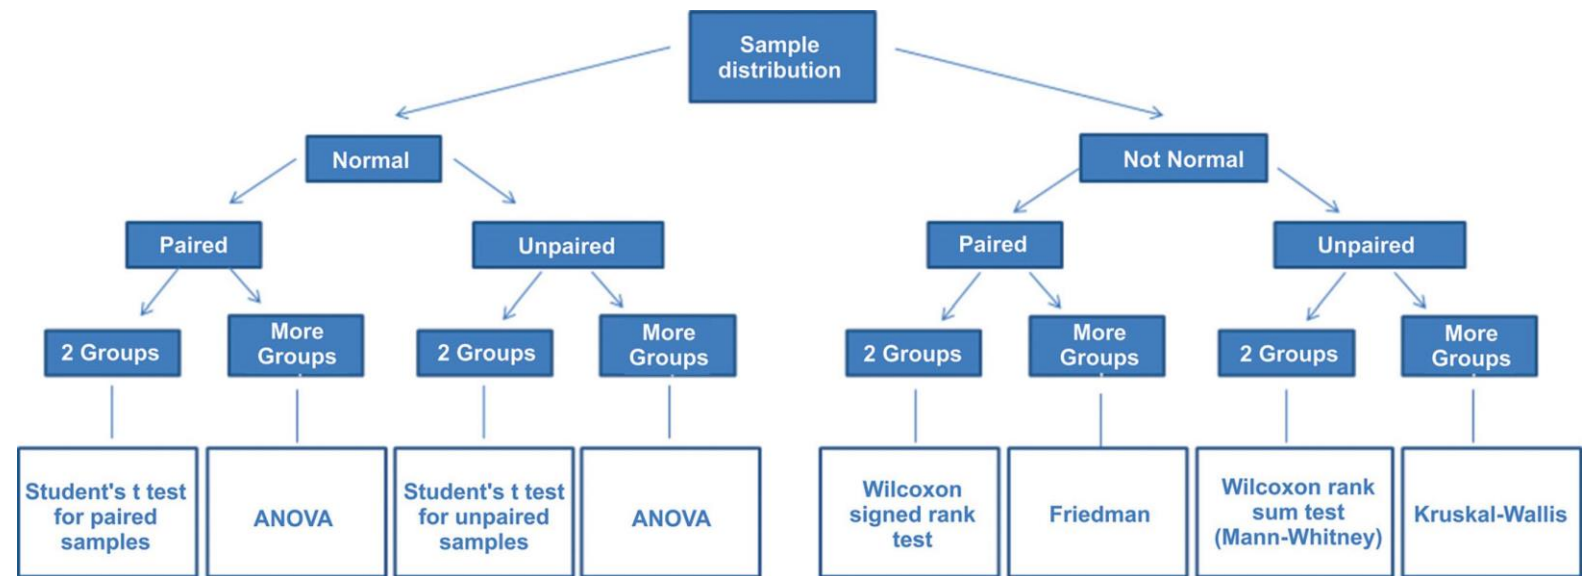 Sample
distribution
Normal
Not Normal
Paired
Unpaired
Paired
Unpaired
2 Groups
More
Groups
2 Groups
More
Groups
2 Groups
More
Groups
2 Groups
More
Groups
Student's t test
for paired
samples
ANOVA
Student's t test
for unpaired
samples
ANOVA
Wilcoxon
signed rank
test
Friedman
Wilcoxon rank
sum test
(Mann-Whitney)
Kruskal-Wallis